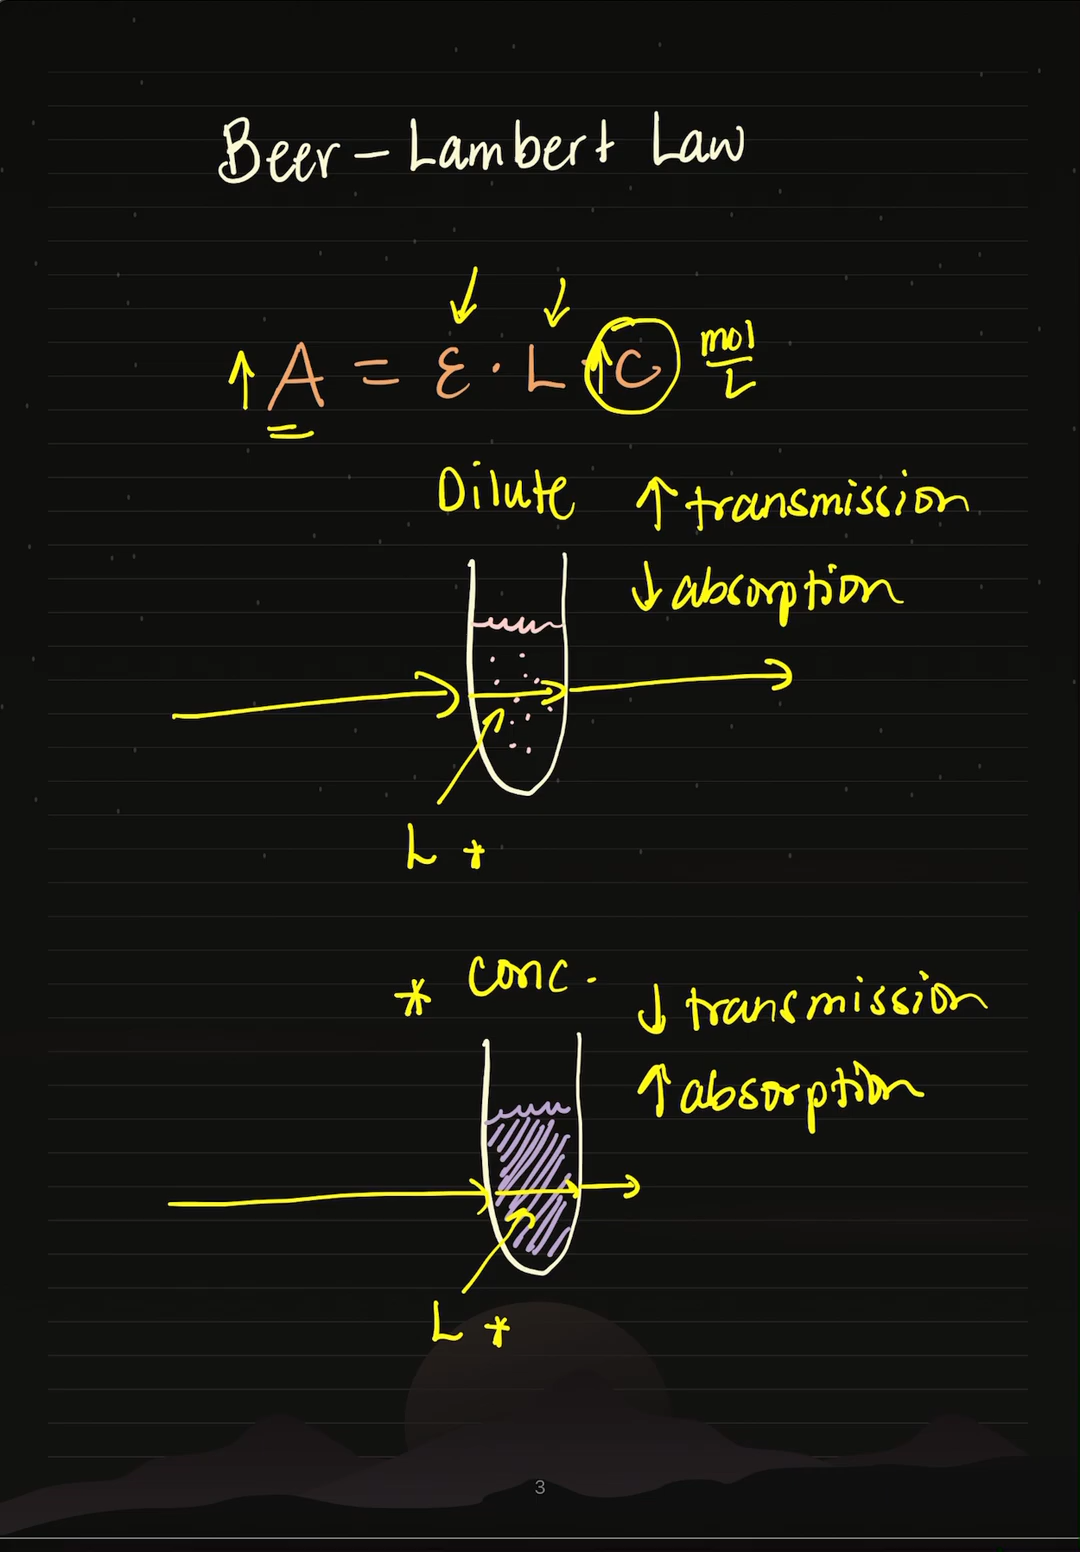 Beer – Lambert Law
↑ A = ε · L · ↑ C mol/L
Dilute ↑ transmission
↓ absorption
L *
* Conc. ↓ transmission
↑ absorption
L *
3